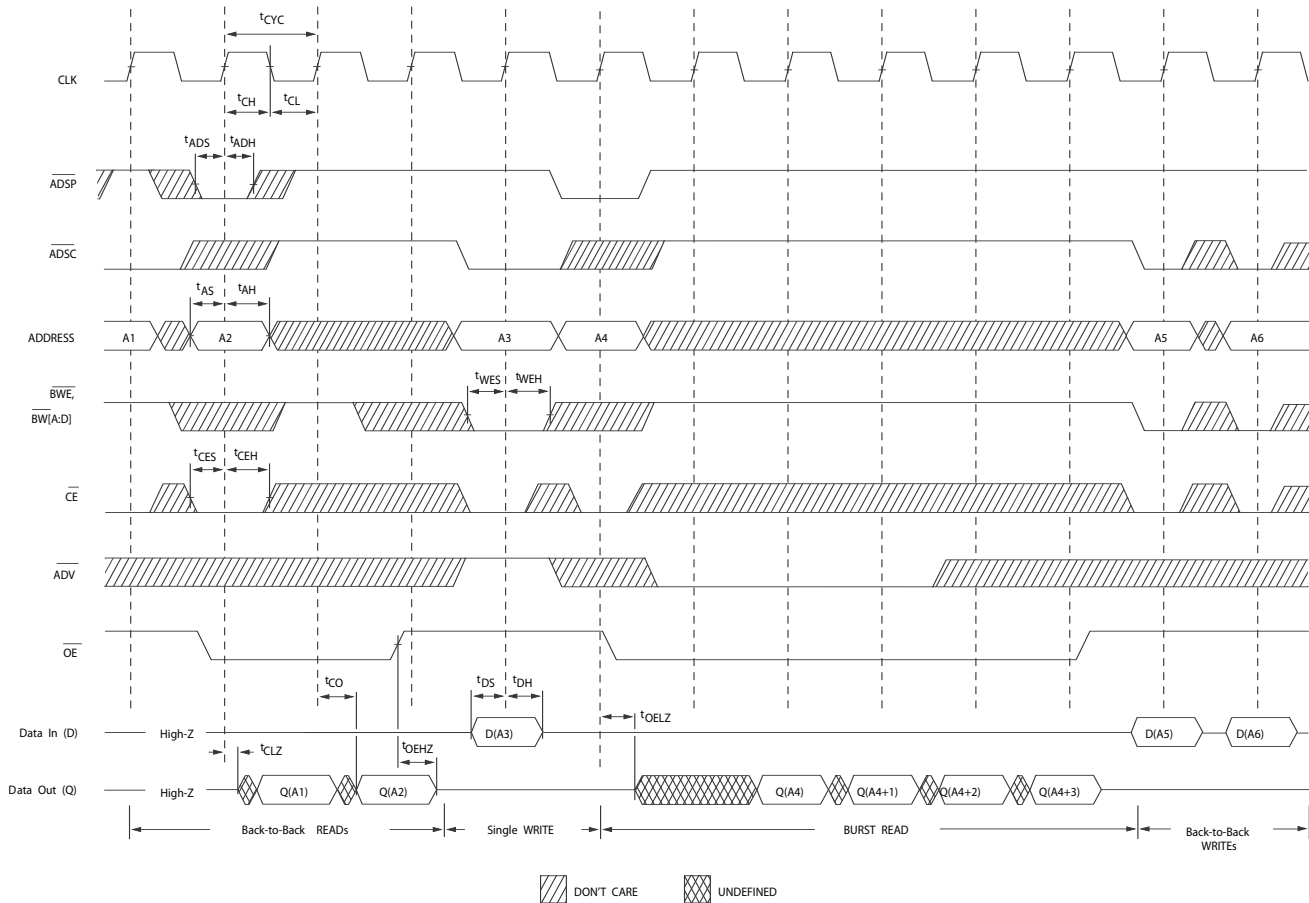 tCYC
CLK
tCH
tCL
tADS
tADH
ADSP
ADSC
tAS
tAH
ADDRESS
A1
A2
A3
A4
A5
A6
tWES
tWEH
BWE,
BW[A:D]
tCES
tCEH
CE
ADV
OE
tCO
tDS
tDH
tOELZ
Data In (D)
High-Z
D(A3)
D(A5)
D(A6)
tCLZ
tOEHZ
Data Out (Q)
High-Z
Q(A1)
Q(A2)
Q(A4)
Q(A4+1)
Q(A4+2)
Q(A4+3)
Back-to-Back READs
Single WRITE
BURST READ
Back-to-Back
WRITEs
DON'T CARE
UNDEFINED